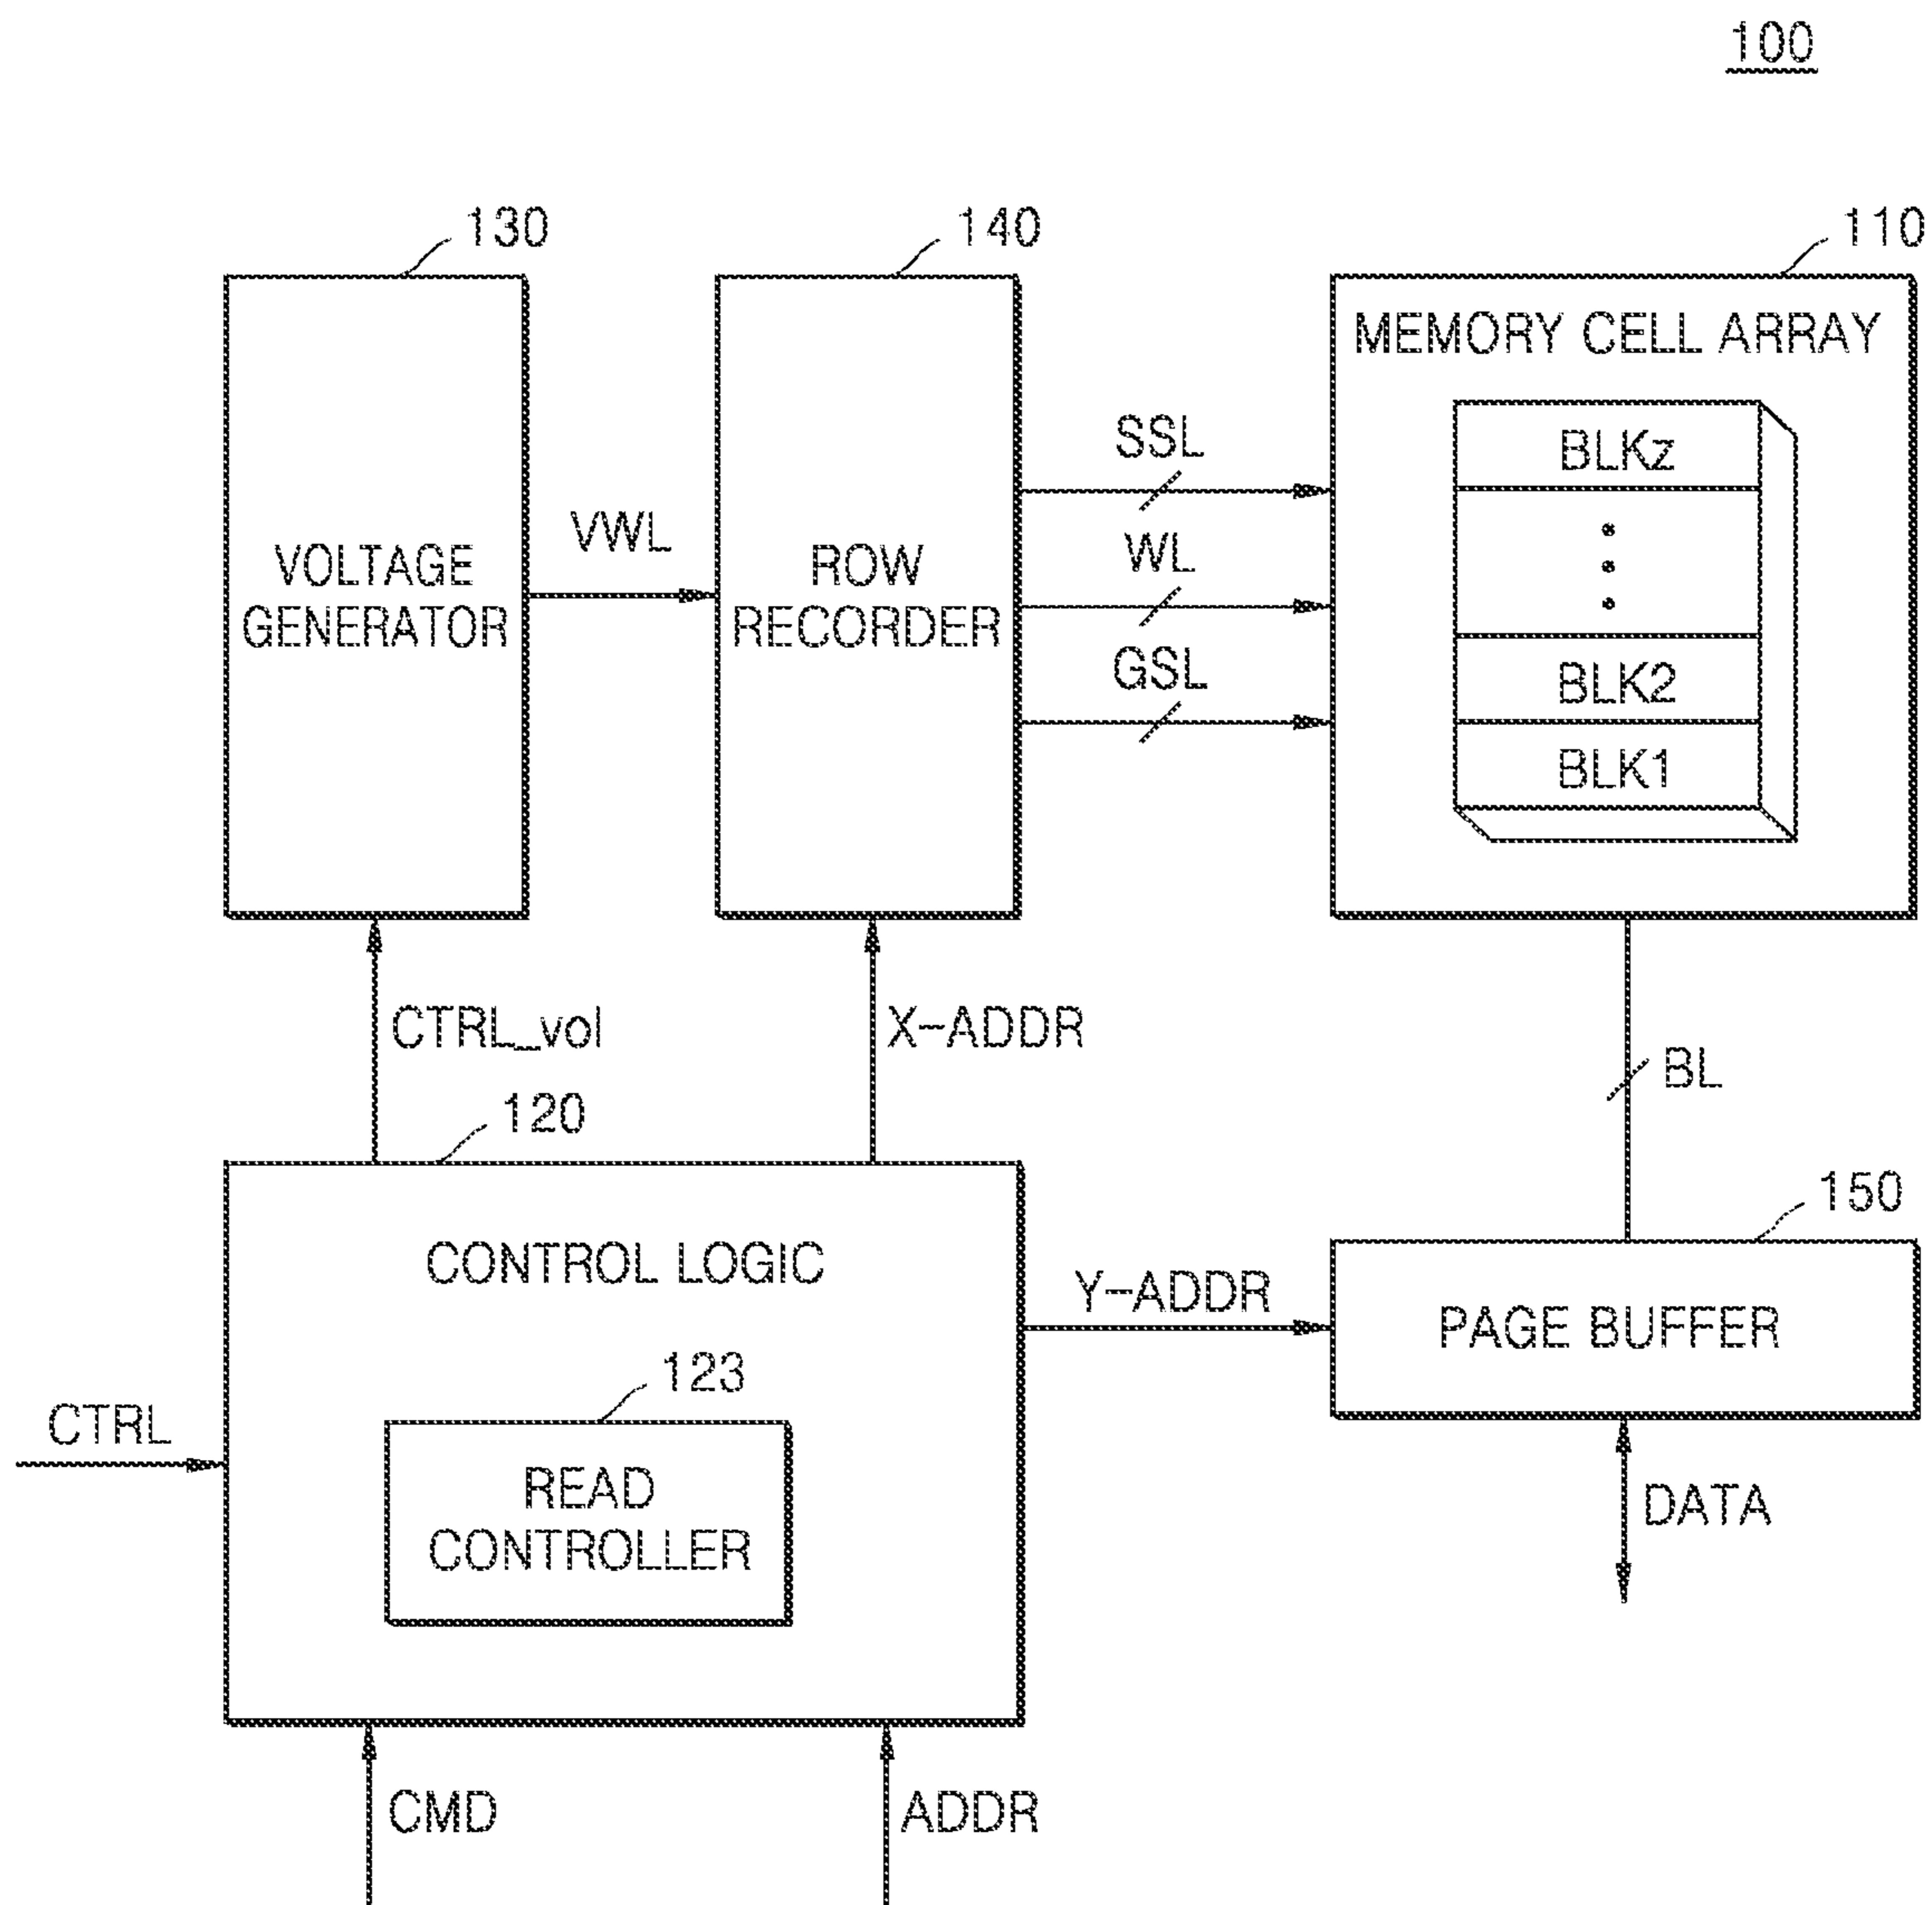 100
130
140
110
VOLTAGE
GENERATOR
VWL
ROW
RECORDER
SSL
WL
GSL
MEMORY CELL ARRAY
BLKz
BLK2
BLK1
CTRL_vol
X-ADDR
BL
120
150
CONTROL LOGIC
Y-ADDR
PAGE BUFFER
123
CTRL
READ
CONTROLLER
DATA
CMD
ADDR